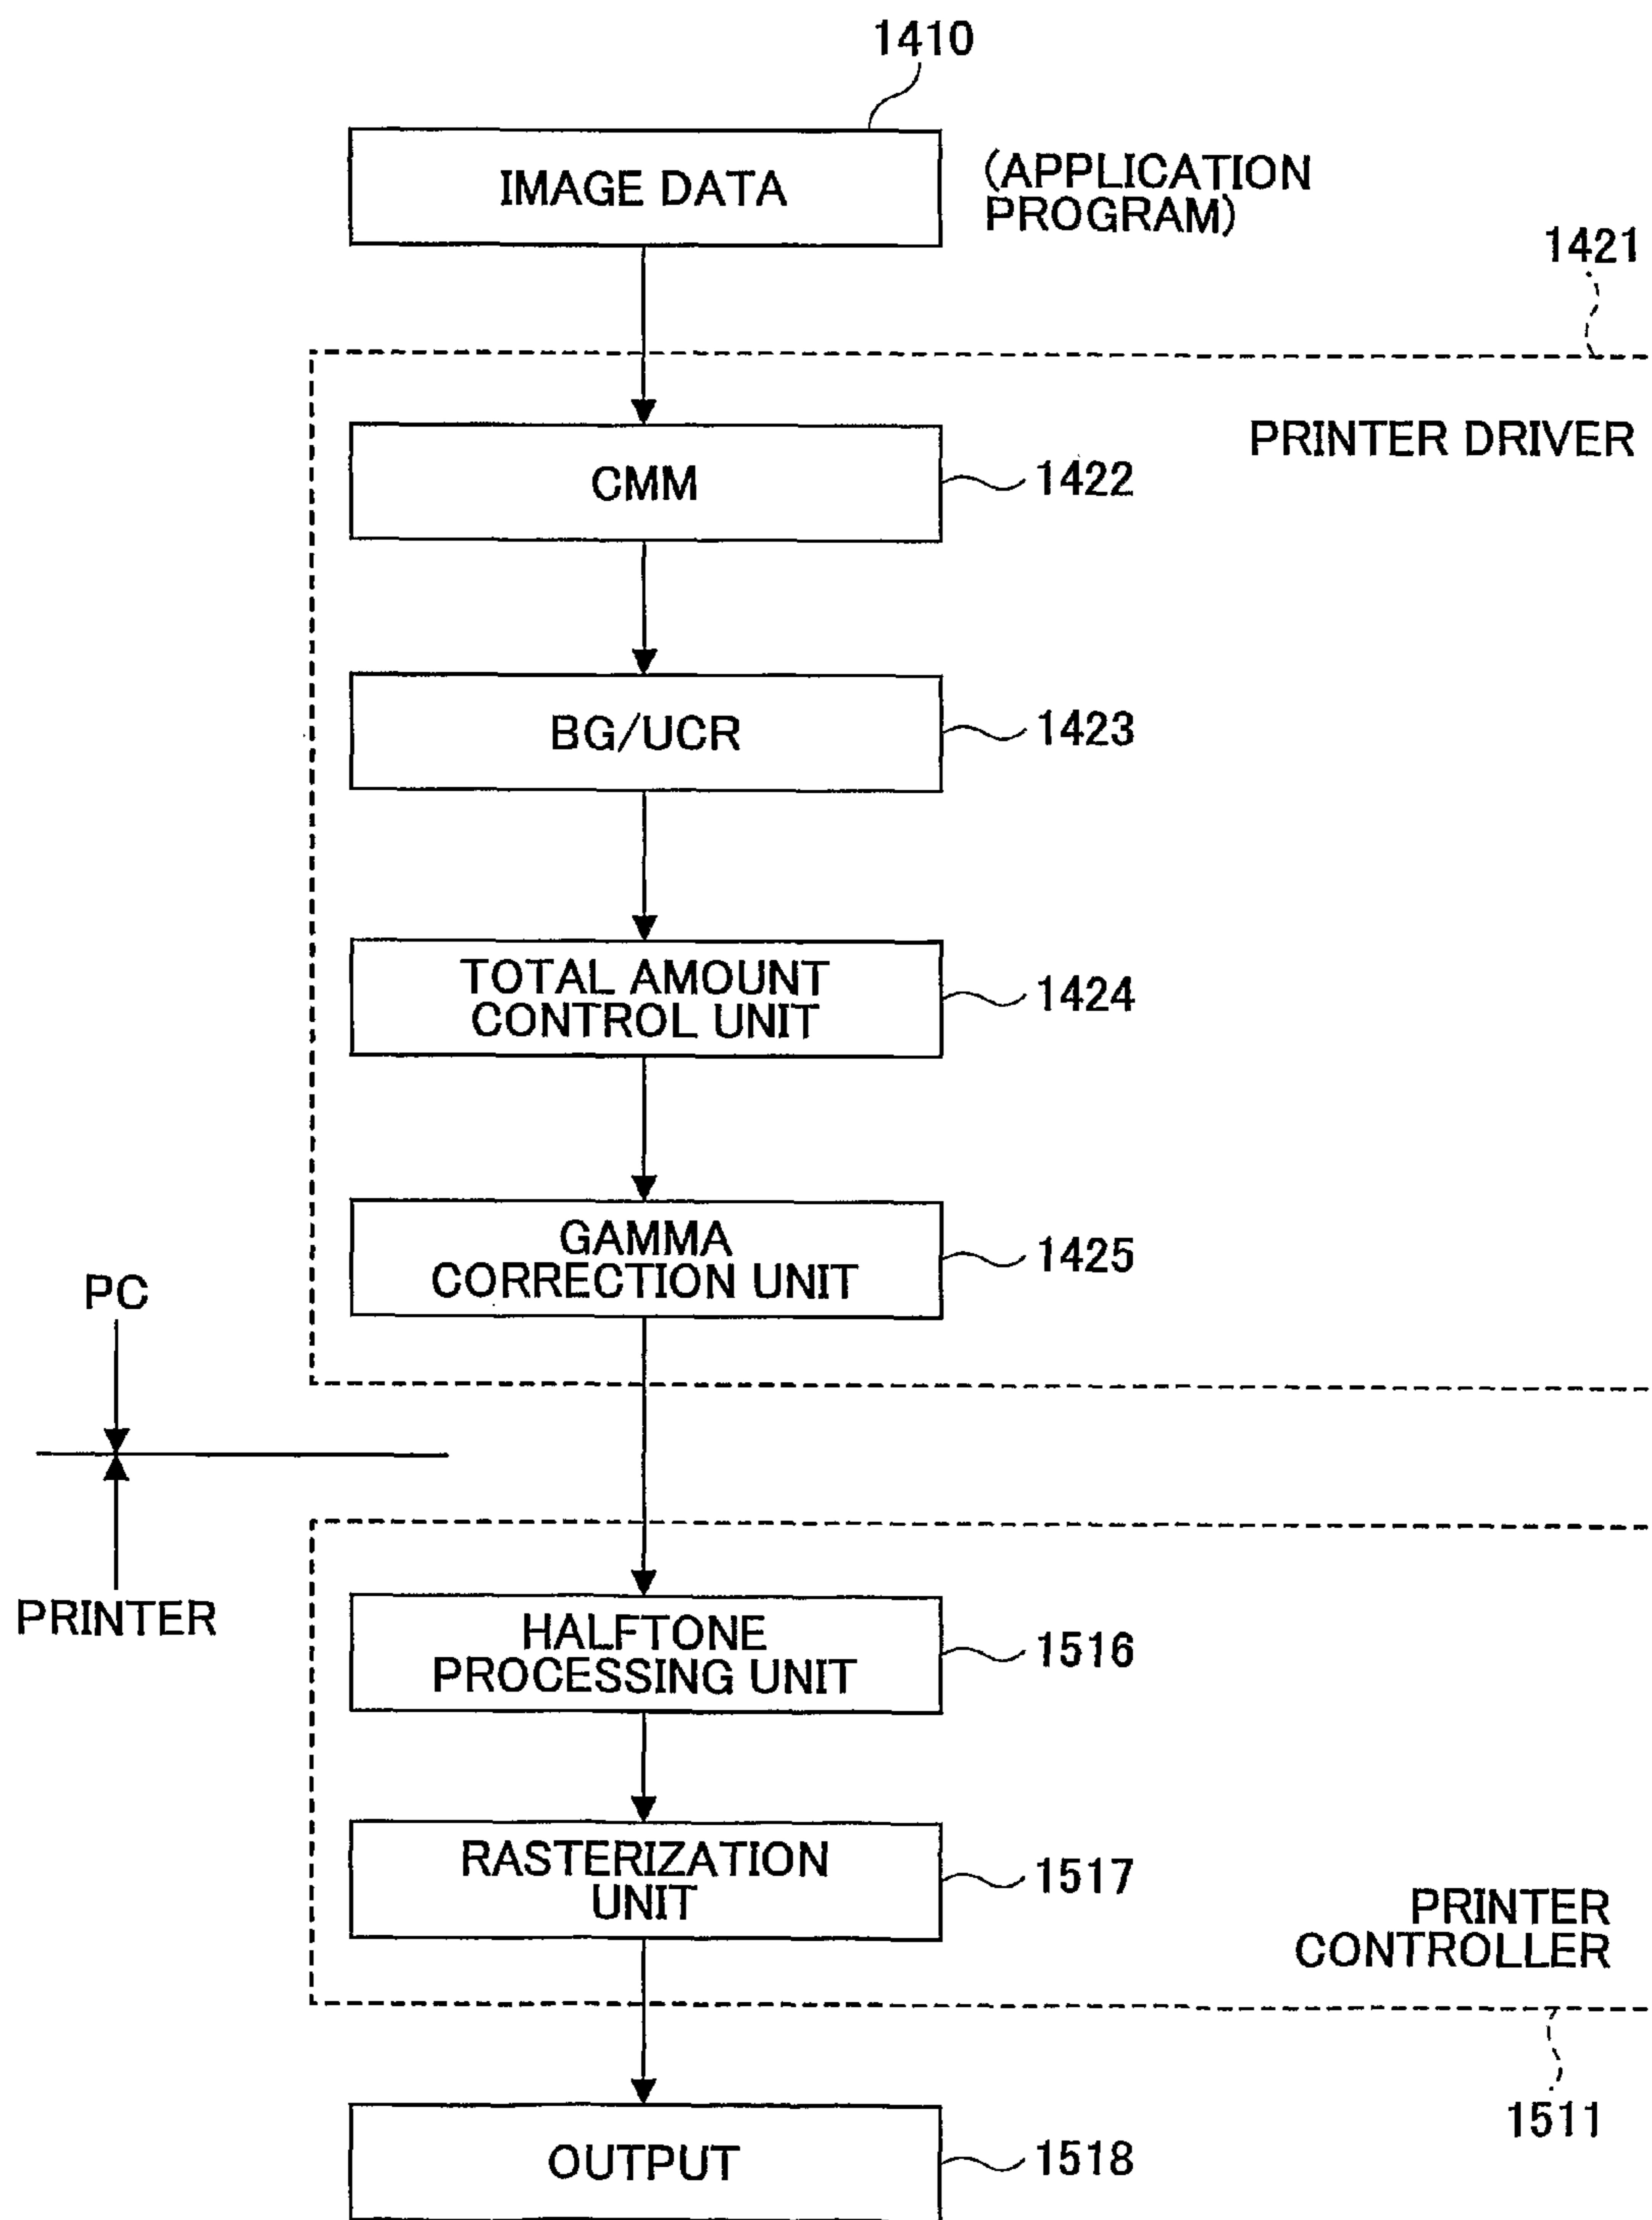 1410
IMAGE DATA
(APPLICATION
PROGRAM)
1421
PRINTER DRIVER
CMM
1422
BG/UCR
1423
TOTAL AMOUNT
CONTROL UNIT
1424
GAMMA
CORRECTION UNIT
1425
PC
PRINTER
HALFTONE
PROCESSING UNIT
1516
RASTERIZATION
UNIT
1517
PRINTER
CONTROLLER
1511
OUTPUT
1518